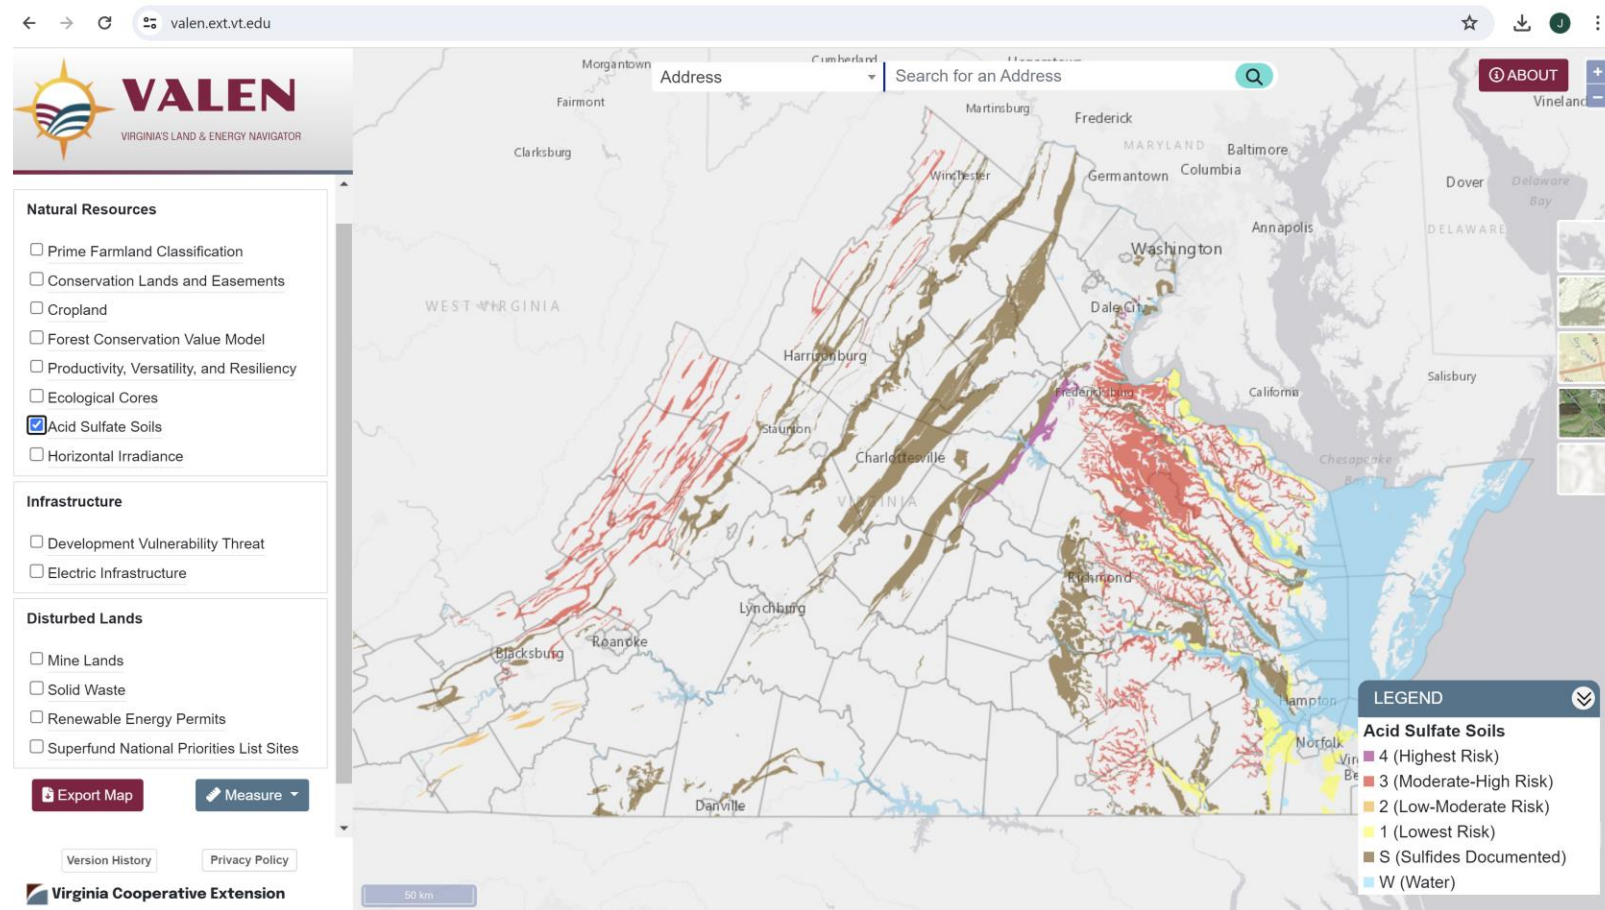 valen.ext.vt.edu
J
VALEN
VIRGINIA'S LAND & ENERGY NAVIGATOR
Natural Resources
Prime Farmland Classification
Conservation Lands and Easements
Cropland
Forest Conservation Value Model
Productivity, Versatility, and Resiliency
Ecological Cores
Acid Sulfate Soils
Horizontal Irradiance
Infrastructure
Development Vulnerability Threat
Electric Infrastructure
Disturbed Lands
Mine Lands
Solid Waste
Renewable Energy Permits
Superfund National Priorities List Sites
Export Map
Measure
Version History
Privacy Policy
Virginia Cooperative Extension
Address
Search for an Address
ABOUT
+
−
Morgantown
Cumberland
Fairmont
Martinsburg
Frederick
Vineland
Clarksburg
MARYLAND
Baltimore
Winchester
Germantown
Columbia
Dover
Delaware
Bay
Annapolis
DELAWARE
Washington
WEST VIRGINIA
Dale City
Harrisonburg
Salisbury
Fredericksburg
California
Staunton
Charlottesville
Chesapeake
VIRGINIA
Richmond
Lynchburg
Roanoke
Blacksburg
Hampton
Norfolk
Danville
50 km
LEGEND
Acid Sulfate Soils
4 (Highest Risk)
3 (Moderate-High Risk)
2 (Low-Moderate Risk)
1 (Lowest Risk)
S (Sulfides Documented)
W (Water)